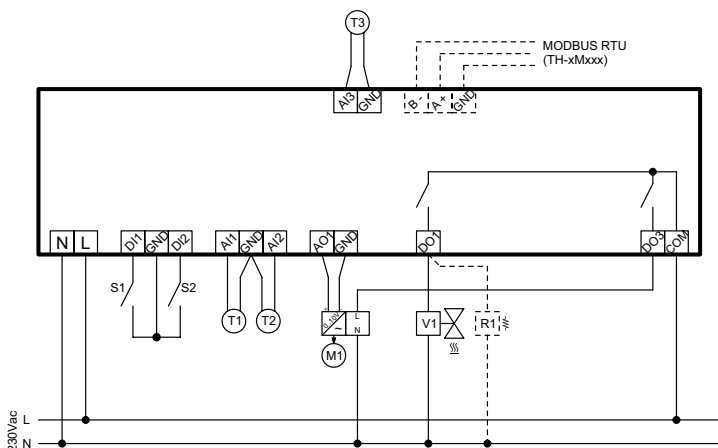 T3
MODBUS RTU
(TH-xMxxx)
AI3 GND B - A + GND
N L DI1 GND DI2 AI1 GND AI2 AO1 GND DO1 DO3 COM
S1 S2
T1 T2
0..10V
~
L
N
V1
R1
M1
230Vac
L
N